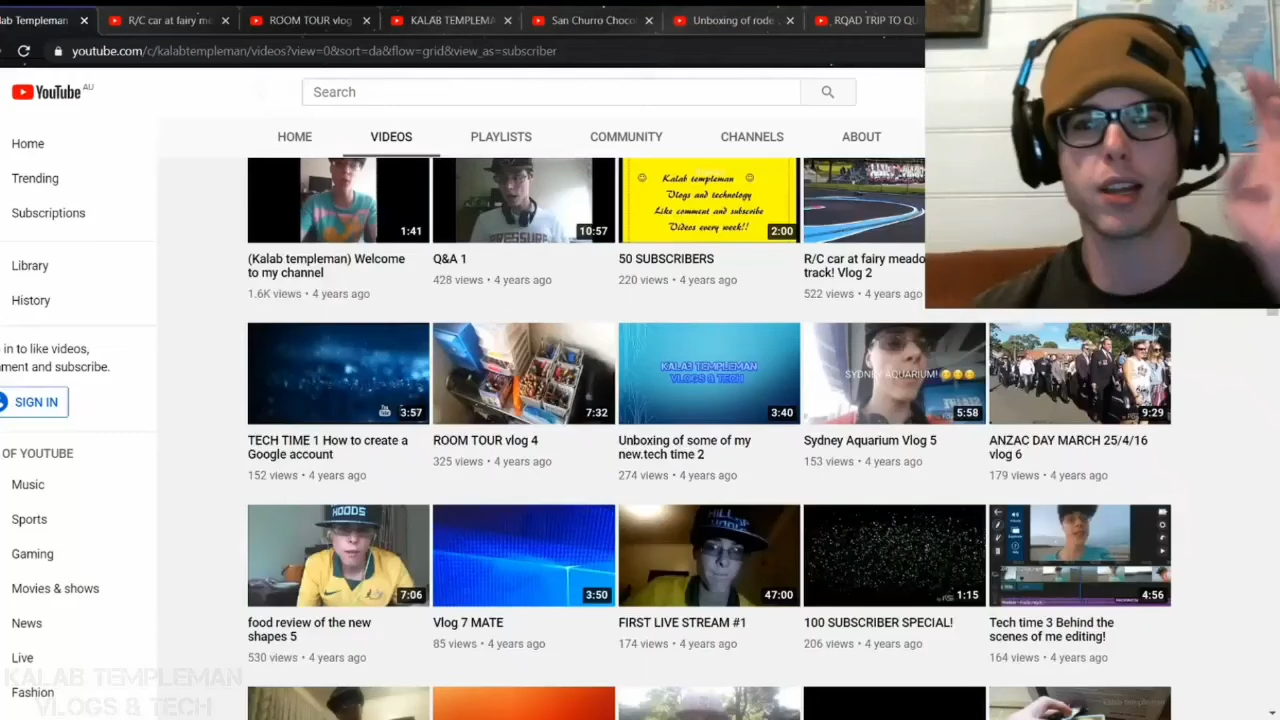 lab Templeman
R/C car at fairy me
ROOM TOUR vlog
KALAB TEMPLEMA
San Churro Choco
Unboxing of rode
RQAD TRIP TO QU
youtube.com/c/kalabtempleman/videos?view=0&sort=da&flow=grid&view_as=subscriber
YouTube AU
Search
HOME VIDEOS PLAYLISTS COMMUNITY CHANNELS ABOUT
Home
Trending
Subscriptions
Library
History
in to like videos,
mment and subscribe.
SIGN IN
OF YOUTUBE
Music
Sports
Gaming
Movies & shows
News
Live
Fashion
1:41
PRESSURE
10:57
Kalab templeman
Vlogs and technology
Like comment and subscribe
Videos every week!!
2:00
(Kalab templeman) Welcome
to my channel
1.6K views • 4 years ago
Q&A 1
428 views • 4 years ago
50 SUBSCRIBERS
220 views • 4 years ago
R/C car at fairy meado
track! Vlog 2
522 views • 4 years ago
3:57
7:32
KALAB TEMPLEMAN
VLOGS & TECH
3:40
SYDNEY AQUARIUM!
5:58
9:29
TECH TIME 1 How to create a
Google account
152 views • 4 years ago
ROOM TOUR vlog 4
325 views • 4 years ago
Unboxing of some of my
new.tech time 2
274 views • 4 years ago
Sydney Aquarium Vlog 5
153 views • 4 years ago
ANZAC DAY MARCH 25/4/16
vlog 6
179 views • 4 years ago
HOODS
7:06
3:50
47:00
1:15
4:56
food review of the new
shapes 5
530 views • 4 years ago
Vlog 7 MATE
85 views • 4 years ago
FIRST LIVE STREAM #1
174 views • 4 years ago
100 SUBSCRIBER SPECIAL!
206 views • 4 years ago
Tech time 3 Behind the
scenes of me editing!
164 views • 4 years ago
KALAB TEMPLEMAN
VLOGS & TECH